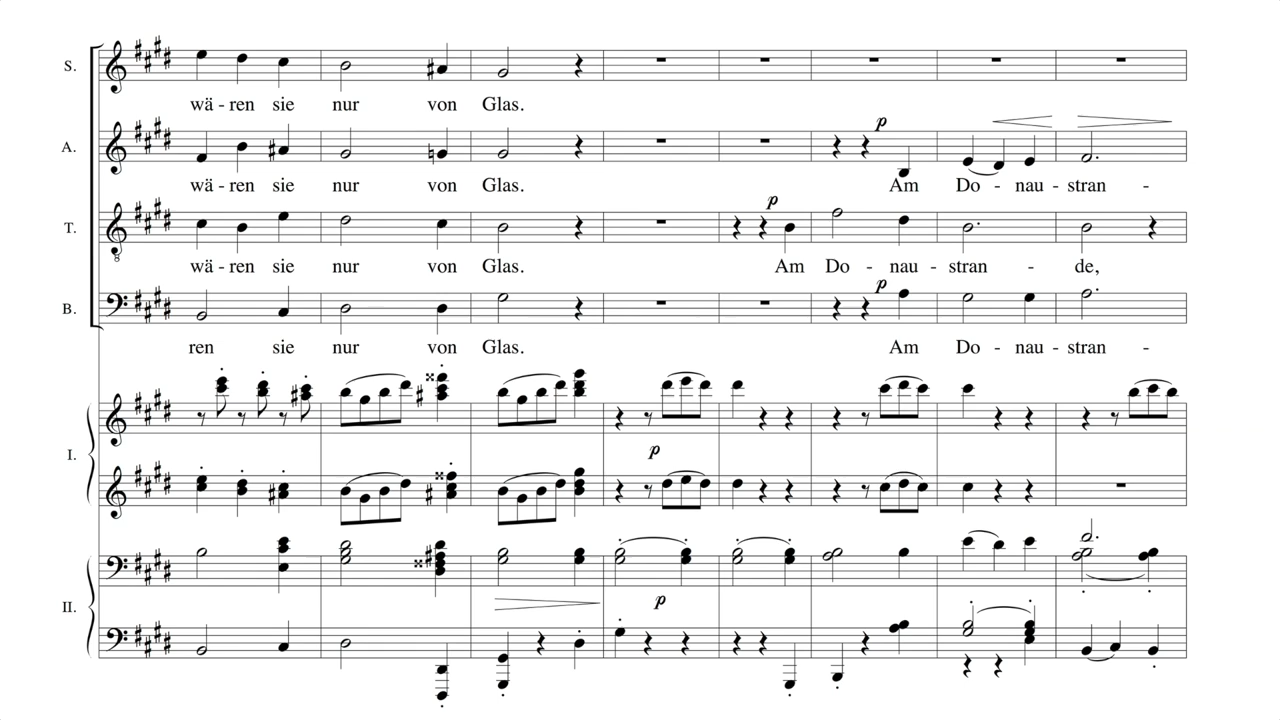 S.
wä - ren sie nur von Glas.
p
A.
wä - ren sie nur von Glas. Am Do - nau - stran -
p
T.
wä - ren sie nur von Glas. Am Do - nau - stran - de,
p
B.
ren sie nur von Glas. Am Do - nau - stran -
I.
p
II.
p